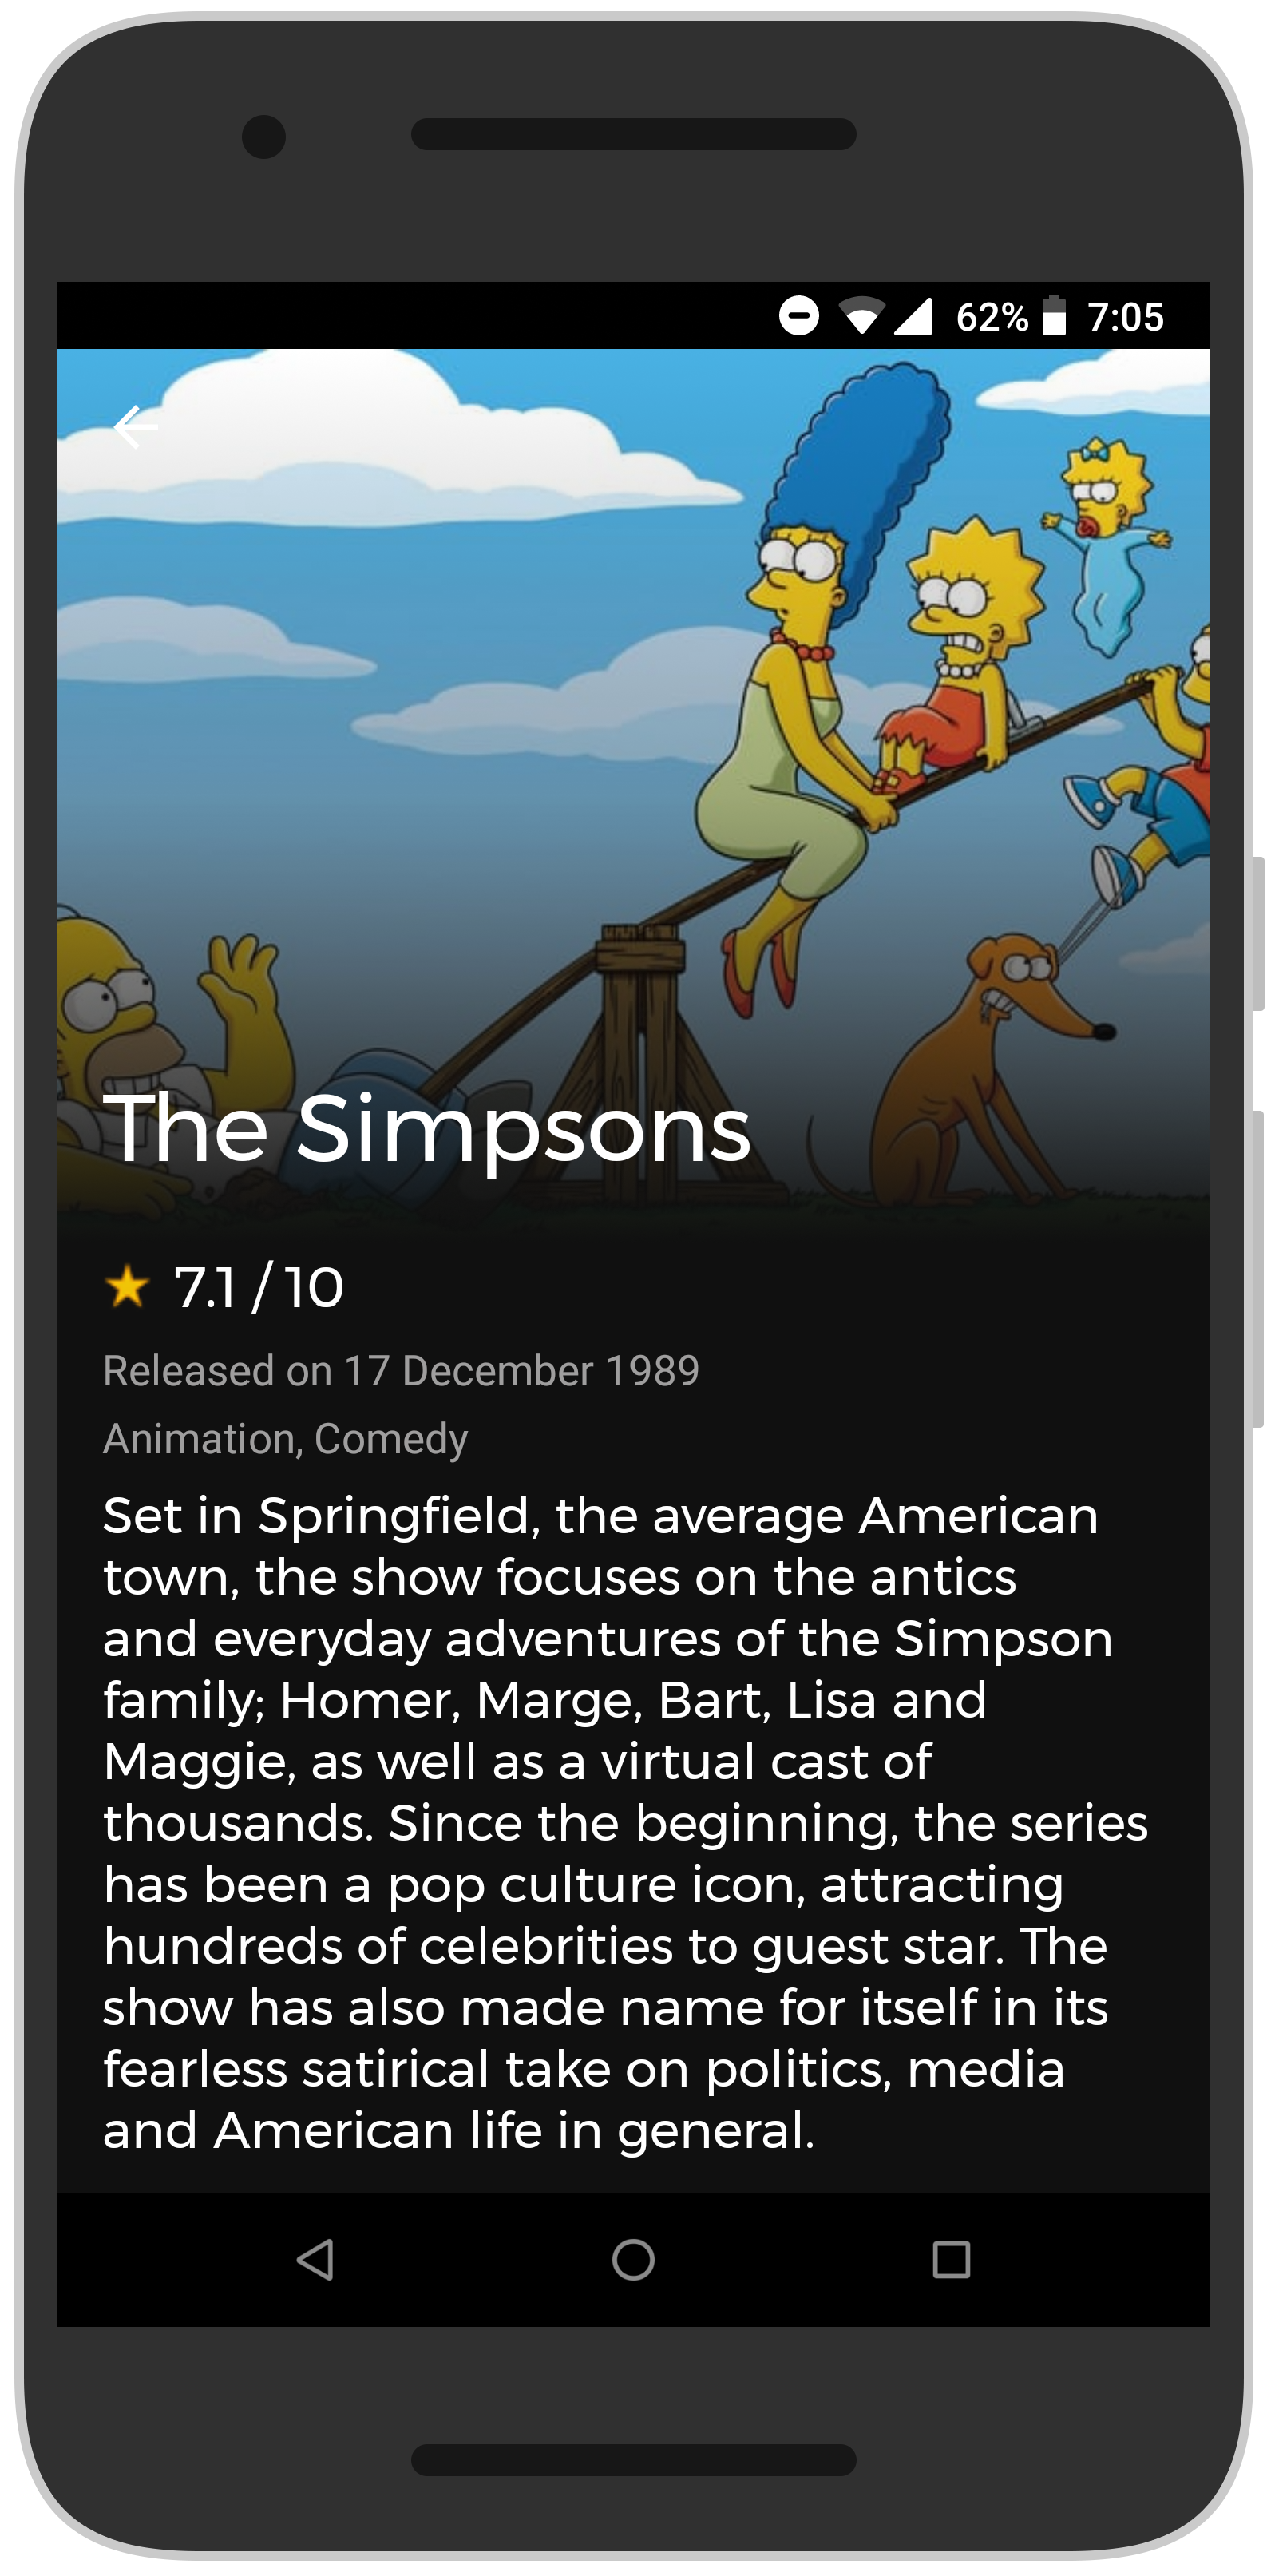 62% 7:05
The Simpsons
7.1 / 10
Released on 17 December 1989
Animation, Comedy
Set in Springfield, the average American
town, the show focuses on the antics
and everyday adventures of the Simpson
family; Homer, Marge, Bart, Lisa and
Maggie, as well as a virtual cast of
thousands. Since the beginning, the series
has been a pop culture icon, attracting
hundreds of celebrities to guest star. The
show has also made name for itself in its
fearless satirical take on politics, media
and American life in general.